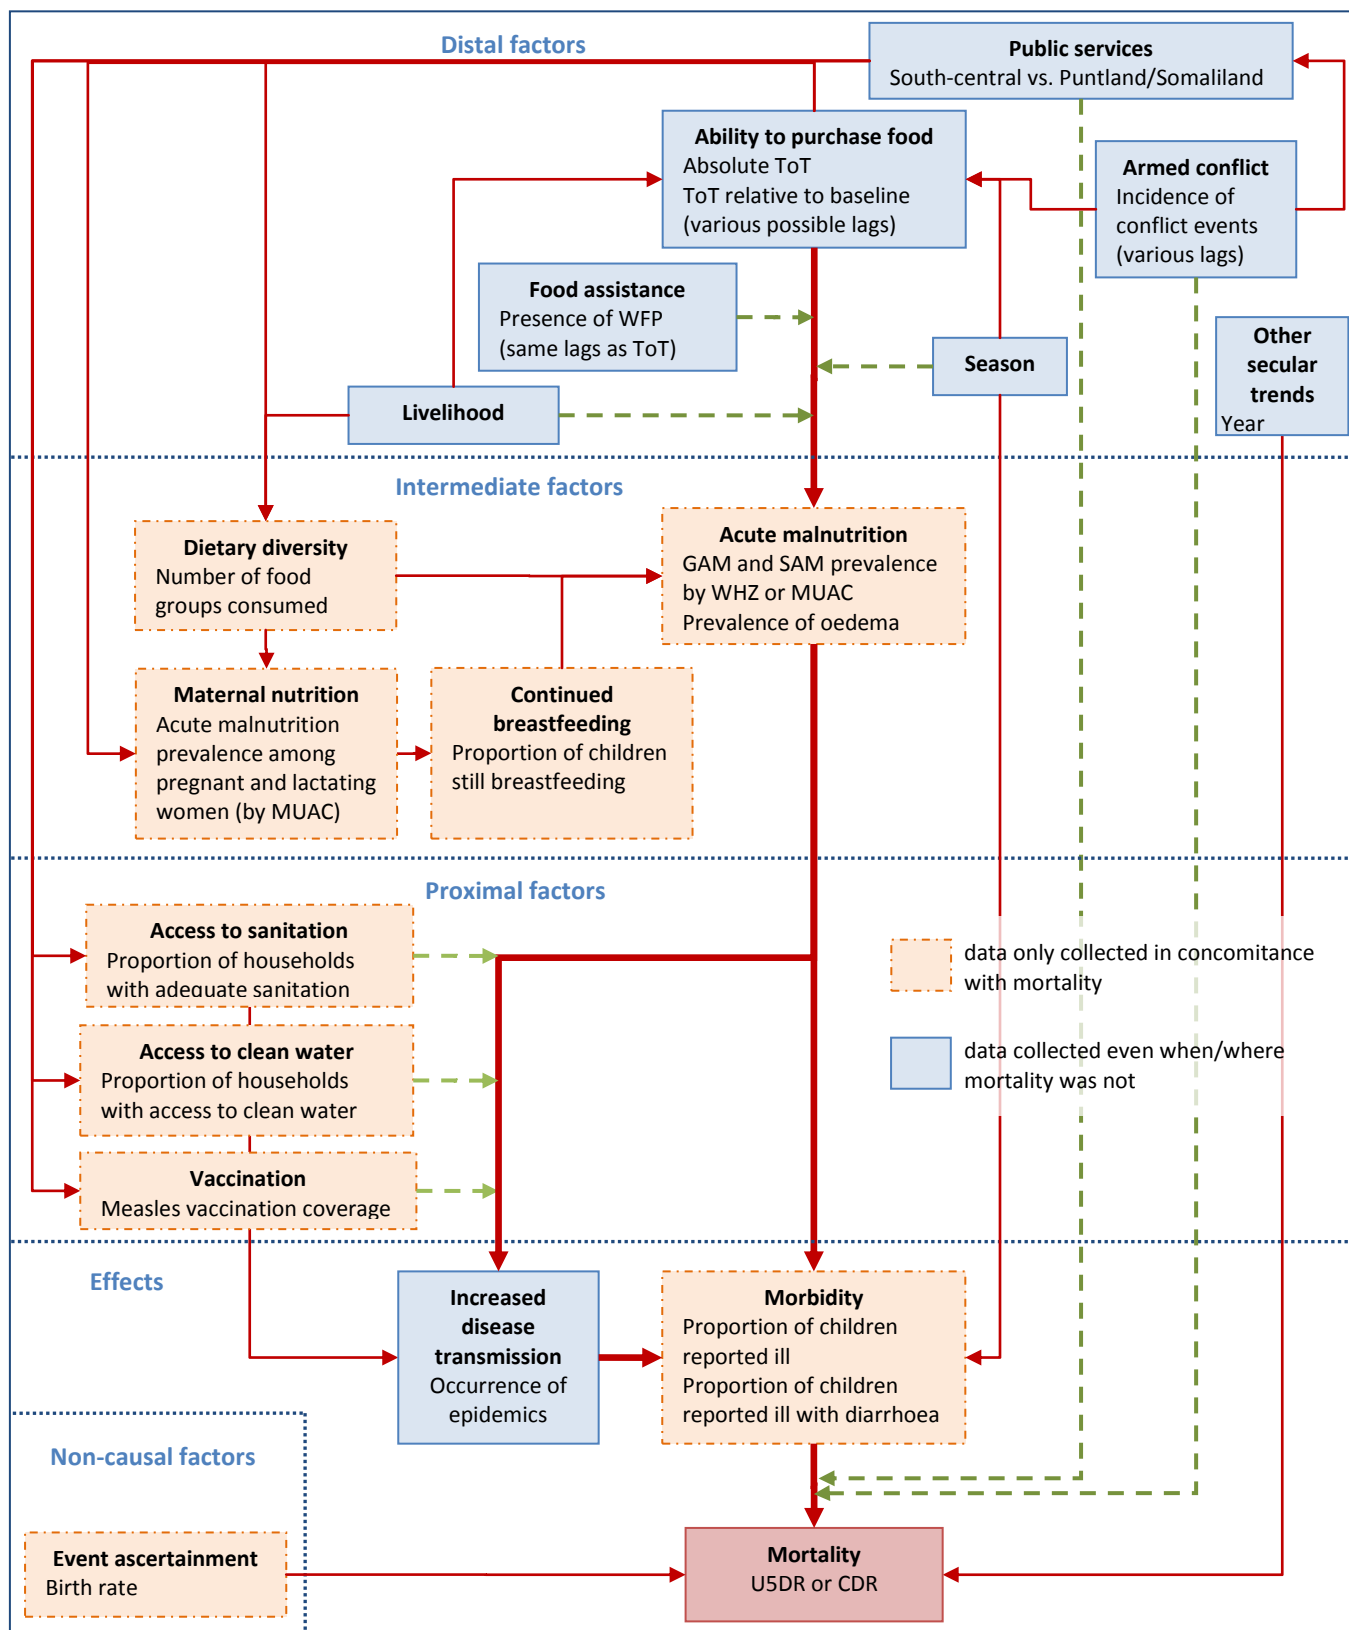 Distal factors
Public services
South-central vs. Puntland/Somaliland
Ability to purchase food
Absolute ToT
ToT relative to baseline
(various possible lags)
Armed conflict
Incidence of
conflict events
(various lags)
Food assistance
Presence of WFP
(same lags as ToT)
Season
Other
secular
trends
Year
Livelihood
Intermediate factors
Dietary diversity
Number of food
groups consumed
Acute malnutrition
GAM and SAM prevalence
by WHZ or MUAC
Prevalence of oedema
Maternal nutrition
Acute malnutrition
prevalence among
pregnant and lactating
women (by MUAC)
Continued
breastfeeding
Proportion of children
still breastfeeding
Proximal factors
Access to sanitation
Proportion of households
with adequate sanitation
data only collected in concomitance
with mortality
Access to clean water
Proportion of households
with access to clean water
data collected even when/where
mortality was not
Vaccination
Measles vaccination coverage
Effects
Increased
disease
transmission
Occurrence of
epidemics
Morbidity
Proportion of children
reported ill
Proportion of children
reported ill with diarrhoea
Non-causal factors
Event ascertainment
Birth rate
Mortality
U5DR or CDR